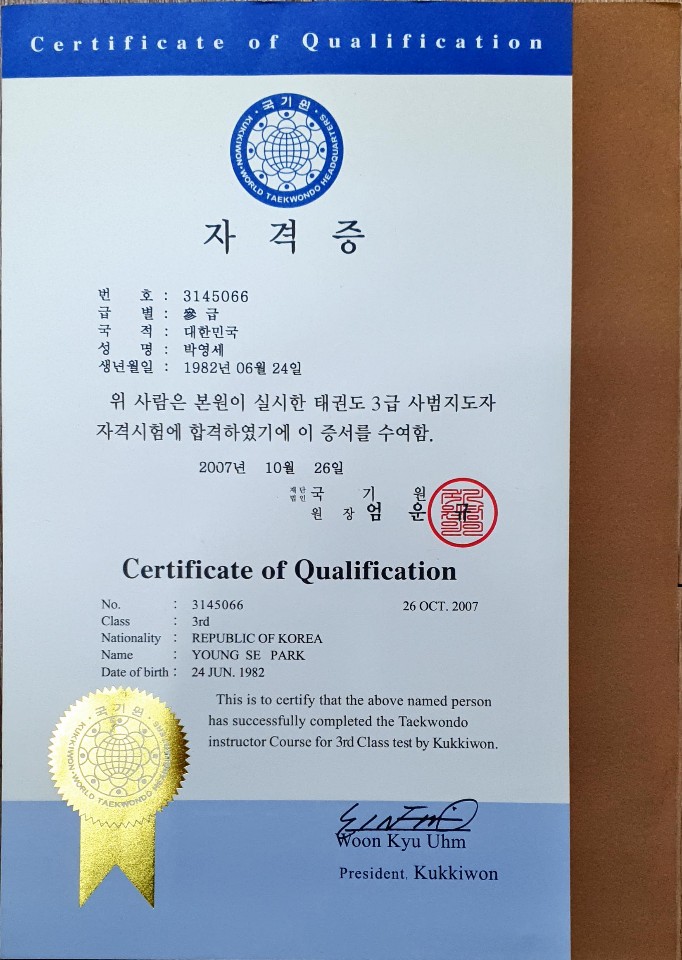 Certificate of Qualification
· 국기원 ·
KUKKIWON·WORLD TAEKWONDO HEADQUARTERS
자 격 증
번 호 : 3145066
급 별 : 參 급
국 적 : 대한민국
성 명 : 박영세
생년월일 : 1982년 06월 24일
위 사람은 본원이 실시한 태권도 3급 사범지도자
자격시험에 합격하였기에 이 증서를 수여함.
2007년 10월 26일
재단법인 국 기 원
원 장 엄 운 규
Certificate of Qualification
No. : 3145066 26 OCT. 2007
Class : 3rd
Nationality : REPUBLIC OF KOREA
Name : YOUNG SE PARK
Date of birth : 24 JUN. 1982
This is to certify that the above named person
has successfully completed the Taekwondo
instructor Course for 3rd Class test by Kukkiwon.
· 국기원 ·
KUKKIWON·WORLD TAEKWONDO HEADQUARTERS
Woon Kyu Uhm
President, Kukkiwon